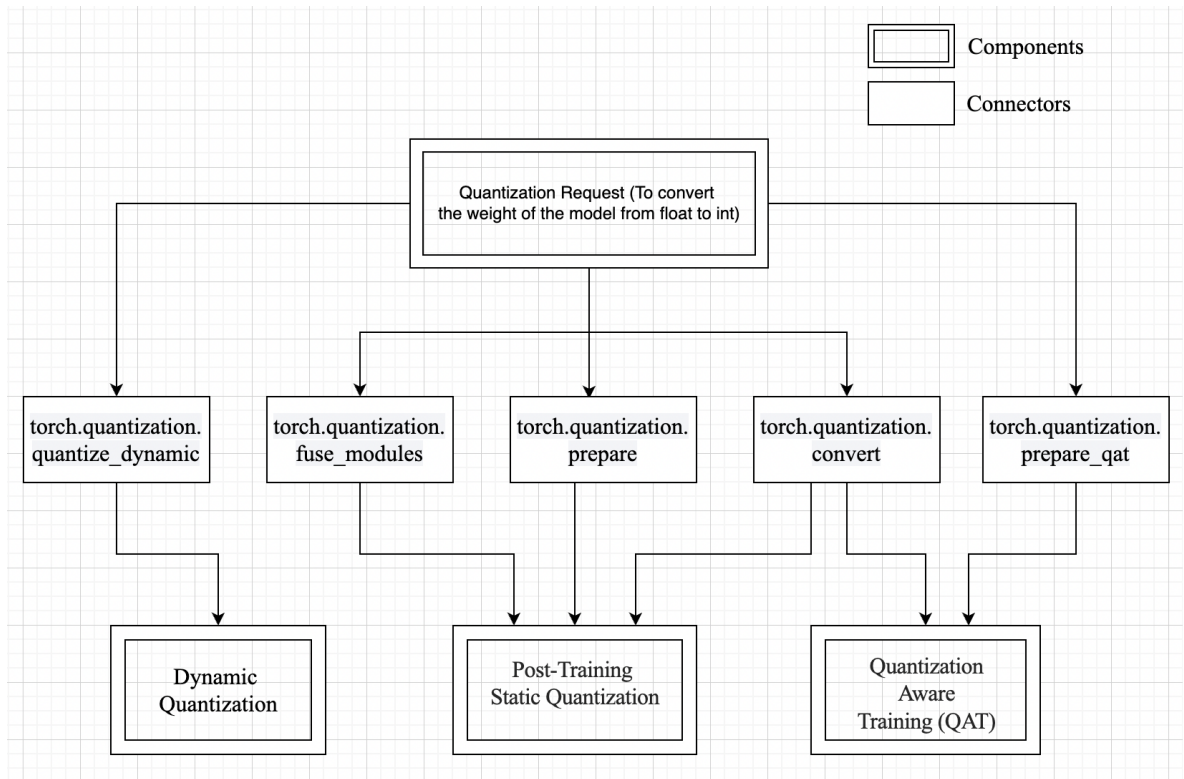 Components
Connectors
Quantization Request (To convert
the weight of the model from float to int)
torch.quantization.
quantize_dynamic
torch.quantization.
fuse_modules
torch.quantization.
prepare
torch.quantization.
convert
torch.quantization.
prepare_qat
Dynamic
Quantization
Post-Training
Static Quantization
Quantization
Aware
Training (QAT)